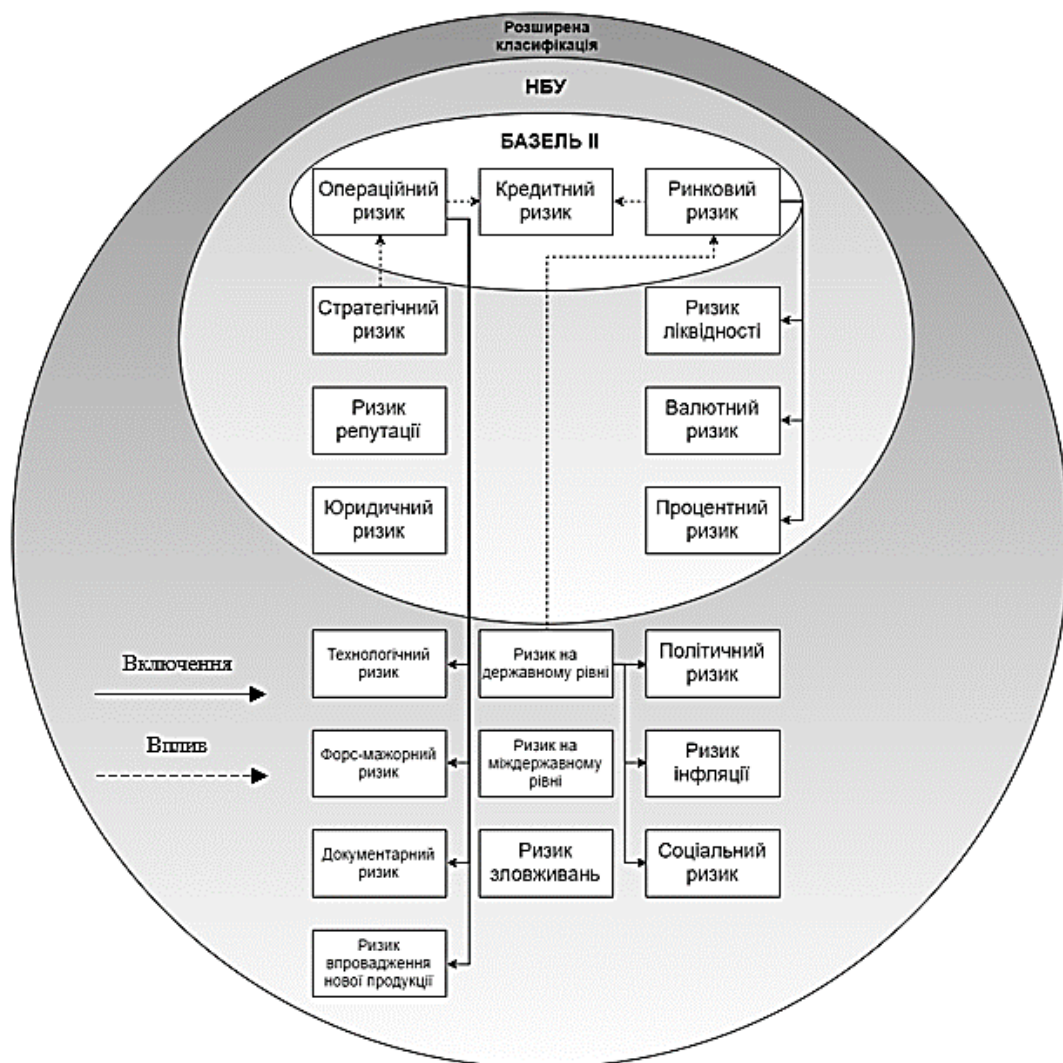 Розширена
класифікація
НБУ
БАЗЕЛЬ II
Операційний
ризик
Кредитний
ризик
Ринковий
ризик
Стратегічний
ризик
Ризик
ліквідності
Ризик
репутації
Валютний
ризик
Юридичний
ризик
Процентний
ризик
Включення
Вплив
Технологічний
ризик
Ризик на
державному рівні
Політичний
ризик
Форс-мажорний
ризик
Ризик на
міждержавному
рівні
Ризик
інфляції
Документарний
ризик
Ризик
зловживань
Соціальний
ризик
Ризик
впровадження
нової продукції